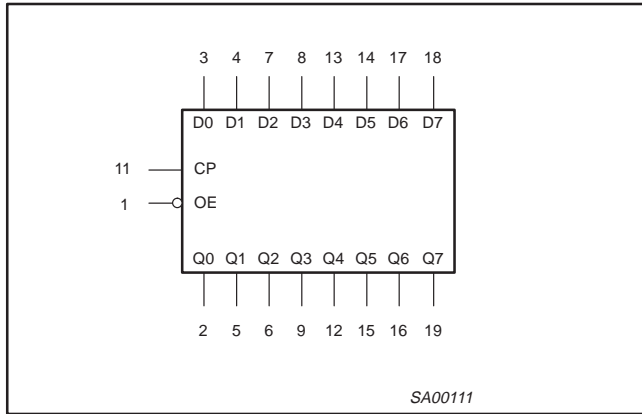 3 4 7 8 13 14 17 18
D0 D1 D2 D3 D4 D5 D6 D7
11 CP
1 OE
Q0 Q1 Q2 Q3 Q4 Q5 Q6 Q7
2 5 6 9 12 15 16 19
SA00111